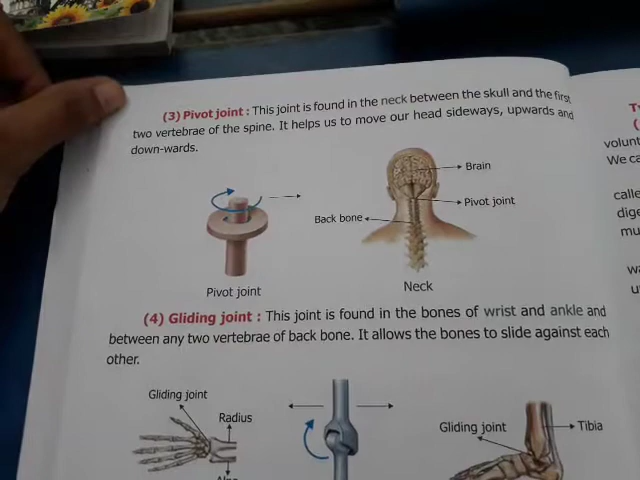 (3) Pivot joint : This joint is found in the neck between the skull and the first
two vertebrae of the spine. It helps us to move our head sideways, upwards and
down-wards.
Brain
Pivot joint
Back bone
Pivot joint
Neck
(4) Gliding joint : This joint is found in the bones of wrist and ankle and
between any two vertebrae of back bone. It allows the bones to slide against each
other.
Gliding joint
Radius
Gliding joint
Tibia
volunt
We ca
calle
dige
mu